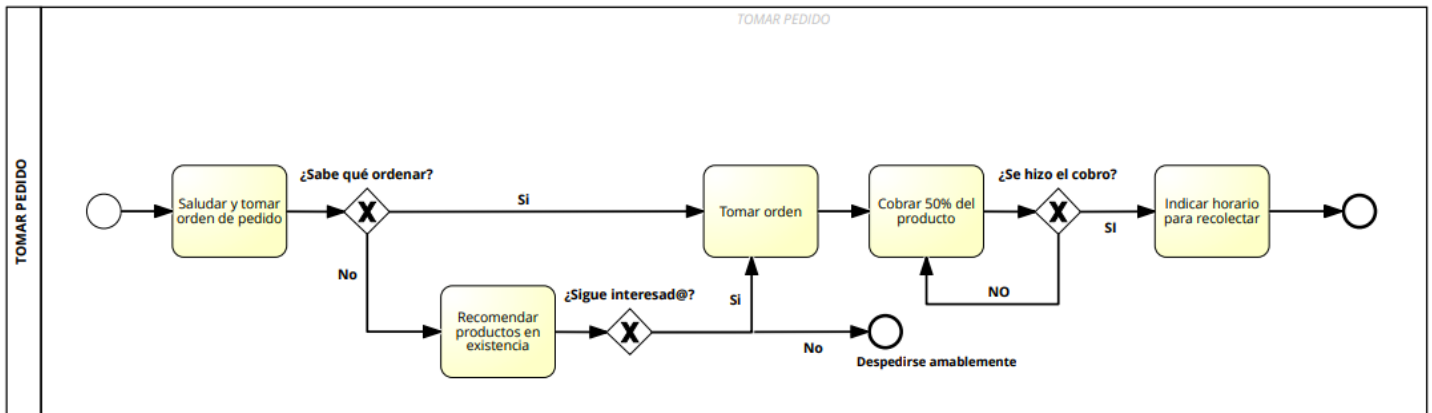 TOMAR PEDIDO
TOMAR PEDIDO
Saludar y tomar
orden de pedido
¿Sabe qué ordenar?
Si
No
Recomendar
productos en
existencia
¿Sigue interesad@?
Si
No
Despedirse amablemente
Tomar orden
Cobrar 50% del
producto
¿Se hizo el cobro?
SI
NO
Indicar horario
para recolectar